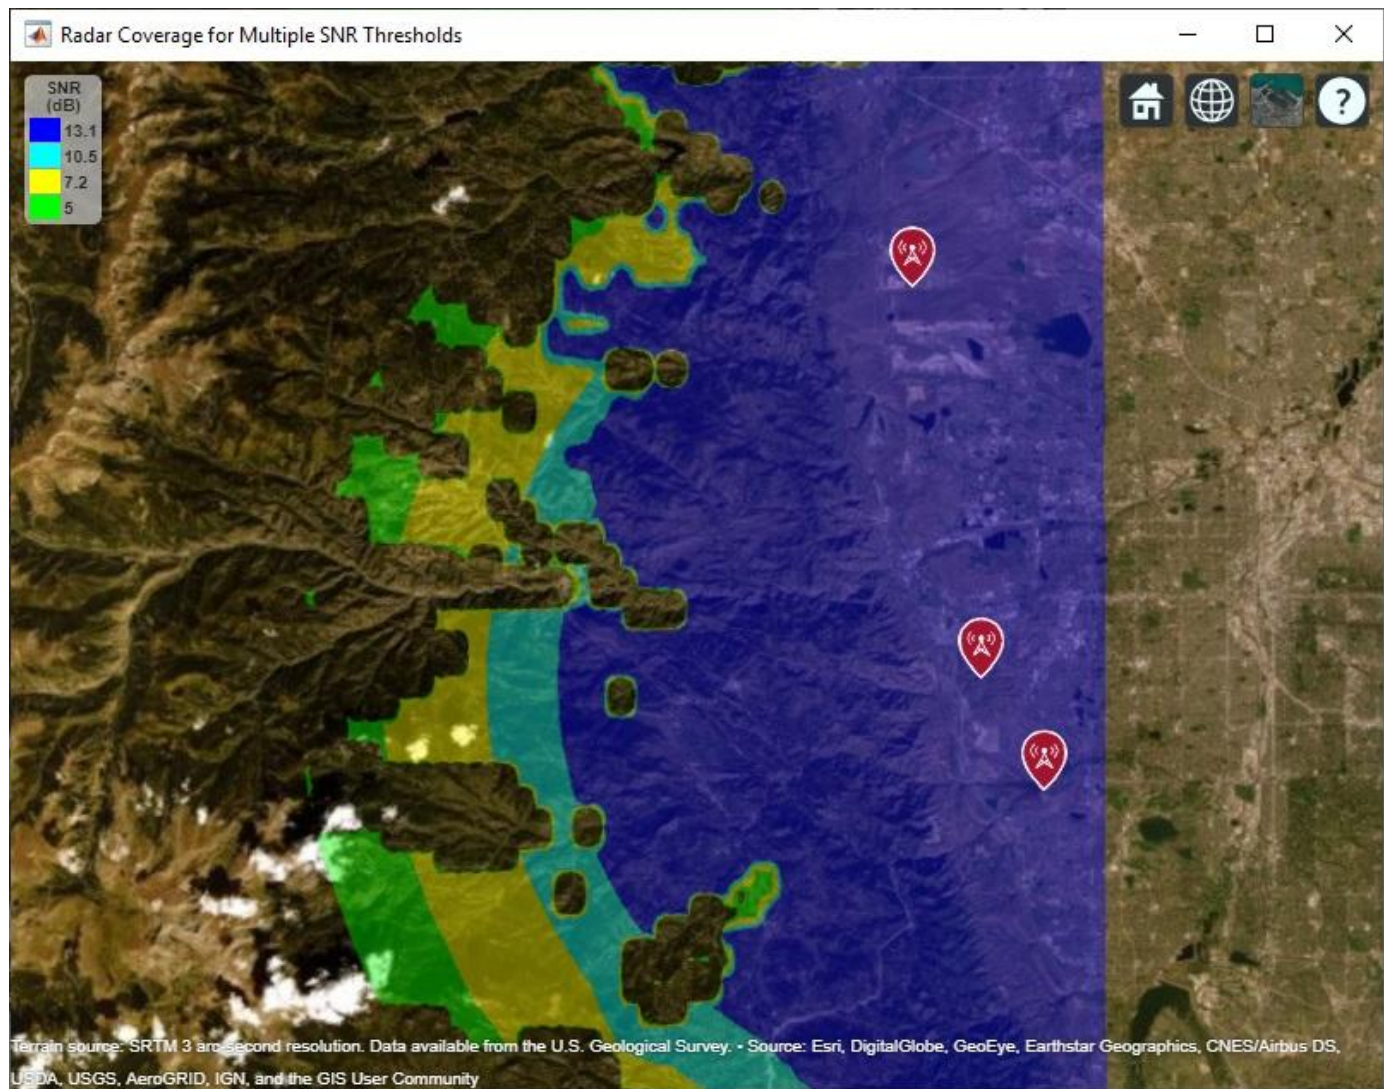 Radar Coverage for Multiple SNR Thresholds
SNR
(dB)
13.1
10.5
7.2
5
?
Terrain source: SRTM 3 arc-second resolution. Data available from the U.S. Geological Survey. • Source: Esri, DigitalGlobe, GeoEye, Earthstar Geographics, CNES/Airbus DS,
USDA, USGS, AeroGRID, IGN, and the GIS User Community